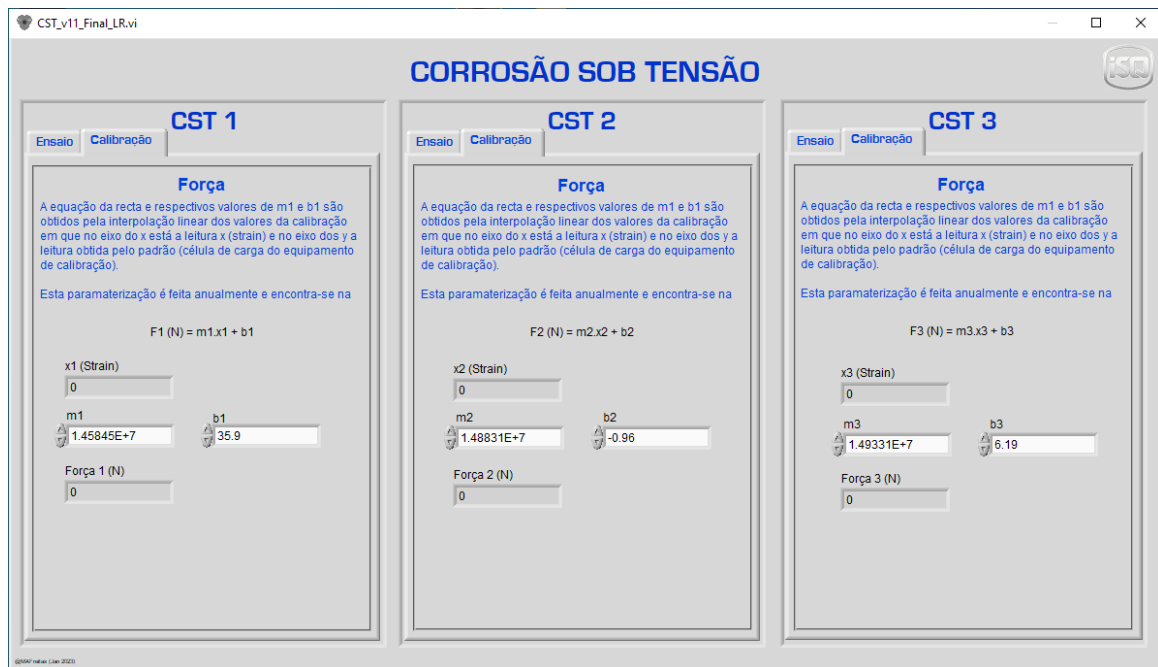 CST_v11_Final_LR.vi
CORROSÃO SOB TENSÃO
iSQ
CST 1
Ensaio
Calibração
Força
A equação da recta e respectivos valores de m1 e b1 são
obtidos pela interpolação linear dos valores da calibração
em que no eixo do x está a leitura x (strain) e no eixo dos y a
leitura obtida pelo padrão (célula de carga do equipamento
de calibração).
Esta paramaterização é feita anualmente e encontra-se na
F1 (N) = m1.x1 + b1
x1 (Strain)
0
m1
b1
1.45845E+7
35.9
Força 1 (N)
0
CST 2
Ensaio
Calibração
Força
A equação da recta e respectivos valores de m1 e b1 são
obtidos pela interpolação linear dos valores da calibração
em que no eixo do x está a leitura x (strain) e no eixo dos y a
leitura obtida pelo padrão (célula de carga do equipamento
de calibração).
Esta paramaterização é feita anualmente e encontra-se na
F2 (N) = m2.x2 + b2
x2 (Strain)
0
m2
b2
1.48831E+7
-0.96
Força 2 (N)
0
CST 3
Ensaio
Calibração
Força
A equação da recta e respectivos valores de m1 e b1 são
obtidos pela interpolação linear dos valores da calibração
em que no eixo do x está a leitura x (strain) e no eixo dos y a
leitura obtida pelo padrão (célula de carga do equipamento
de calibração).
Esta paramaterização é feita anualmente e encontra-se na
F3 (N) = m3.x3 + b3
x3 (Strain)
0
m3
b3
1.49331E+7
6.19
Força 3 (N)
0
(Jan 2023)